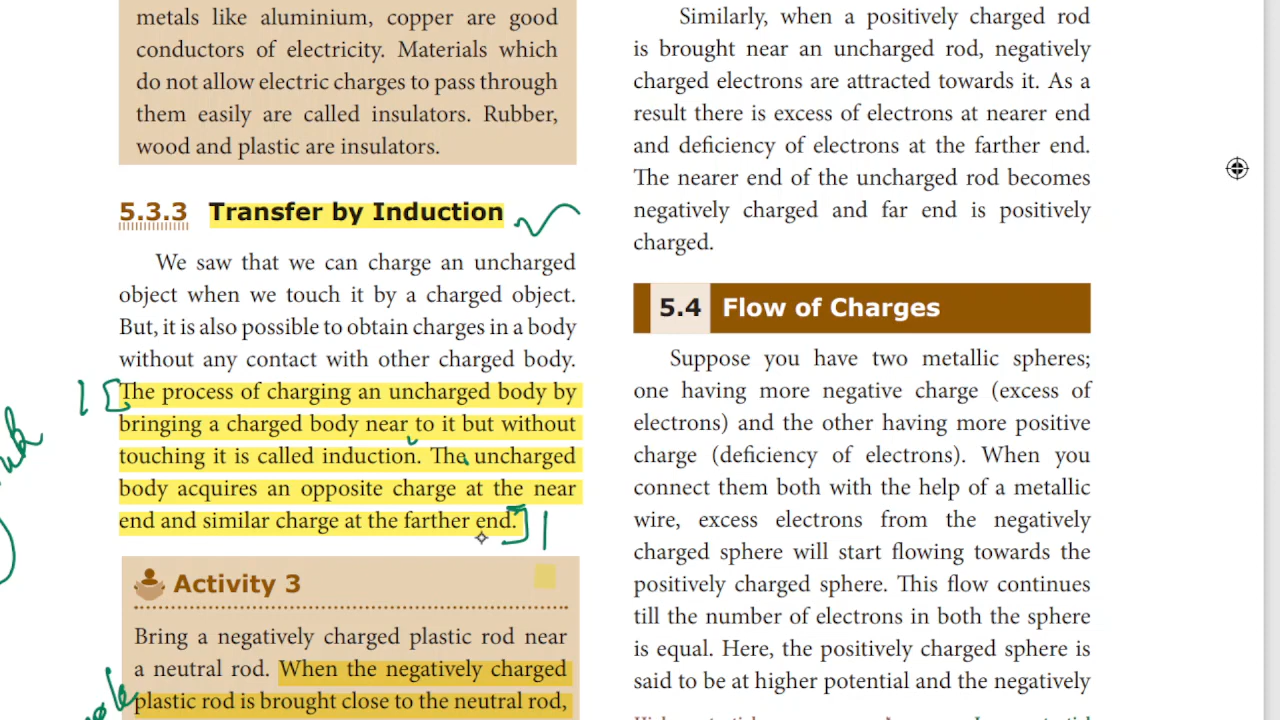 metals like aluminium, copper are good
conductors of electricity. Materials which
do not allow electric charges to pass through
them easily are called insulators. Rubber,
wood and plastic are insulators.
5.3.3 Transfer by Induction
We saw that we can charge an uncharged
object when we touch it by a charged object.
But, it is also possible to obtain charges in a body
without any contact with other charged body.
The process of charging an uncharged body by
bringing a charged body near to it but without
touching it is called induction. The uncharged
body acquires an opposite charge at the near
end and similar charge at the farther end.
Activity 3
Bring a negatively charged plastic rod near
a neutral rod. When the negatively charged
plastic rod is brought close to the neutral rod,
Similarly, when a positively charged rod
is brought near an uncharged rod, negatively
charged electrons are attracted towards it. As a
result there is excess of electrons at nearer end
and deficiency of electrons at the farther end.
The nearer end of the uncharged rod becomes
negatively charged and far end is positively
charged.
5.4 Flow of Charges
Suppose you have two metallic spheres;
one having more negative charge (excess of
electrons) and the other having more positive
charge (deficiency of electrons). When you
connect them both with the help of a metallic
wire, excess electrons from the negatively
charged sphere will start flowing towards the
positively charged sphere. This flow continues
till the number of electrons in both the sphere
is equal. Here, the positively charged sphere is
said to be at higher potential and the negatively